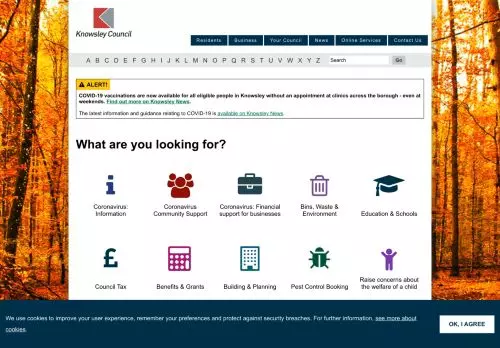 Knowsley Council
Residents Business Your Council News Online Services Contact Us
A B C D E F G H I J K L M N O P Q R S T U V W X Y Z Search Go
ALERT!
COVID-19 vaccinations are now available for all eligible people in Knowsley without an appointment at clinics across the borough - even at
weekends. Find out more on Knowsley News.
The latest information and guidance relating to COVID-19 is available on Knowsley News.
What are you looking for?
Coronavirus: Information
Coronavirus Community Support
Coronavirus: Financial support for businesses
Bins, Waste & Environment
Education & Schools
£
Council Tax
Benefits & Grants
Building & Planning
Pest Control Booking
Raise concerns about the welfare of a child
We use cookies to improve your user experience, remember your preferences and protect against security breaches. For further information, see more about
cookies.
OK, I AGREE